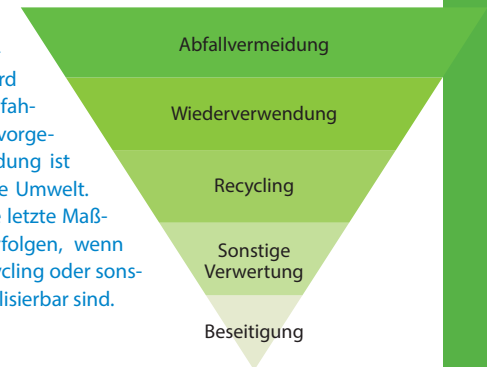 rd
fah-
vorge-
dung ist
e Umwelt.
e letzte Maß-
rfolgen, wenn
cycling oder sons-
lisierbar sind.
Abfallvermeidung
Wiederverwendung
Recycling
Sonstige
Verwertung
Beseitigung